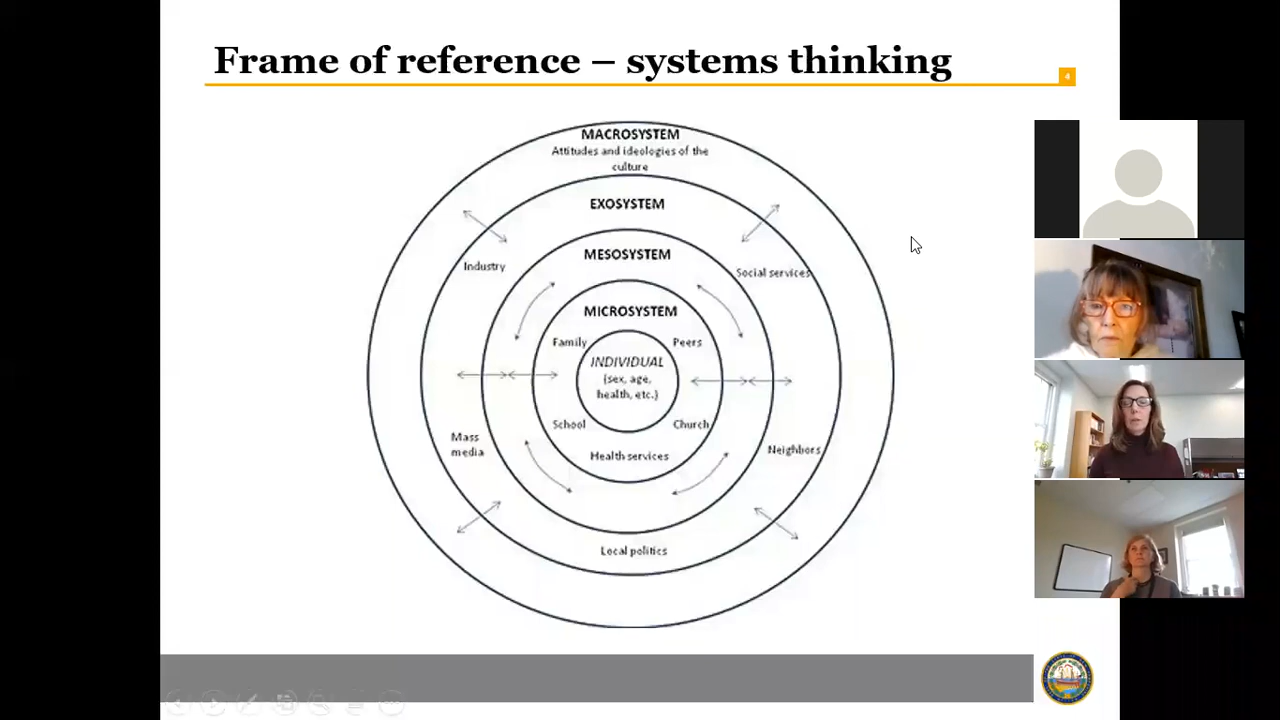 Frame of reference – systems thinking
4
MACROSYSTEM
Attitudes and ideologies of the
culture
EXOSYSTEM
MESOSYSTEM
Industry
Social services
MICROSYSTEM
Family
Peers
INDIVIDUAL
(sex, age,
health, etc.)
School
Church
Mass
media
Neighbors
Health services
Local politics